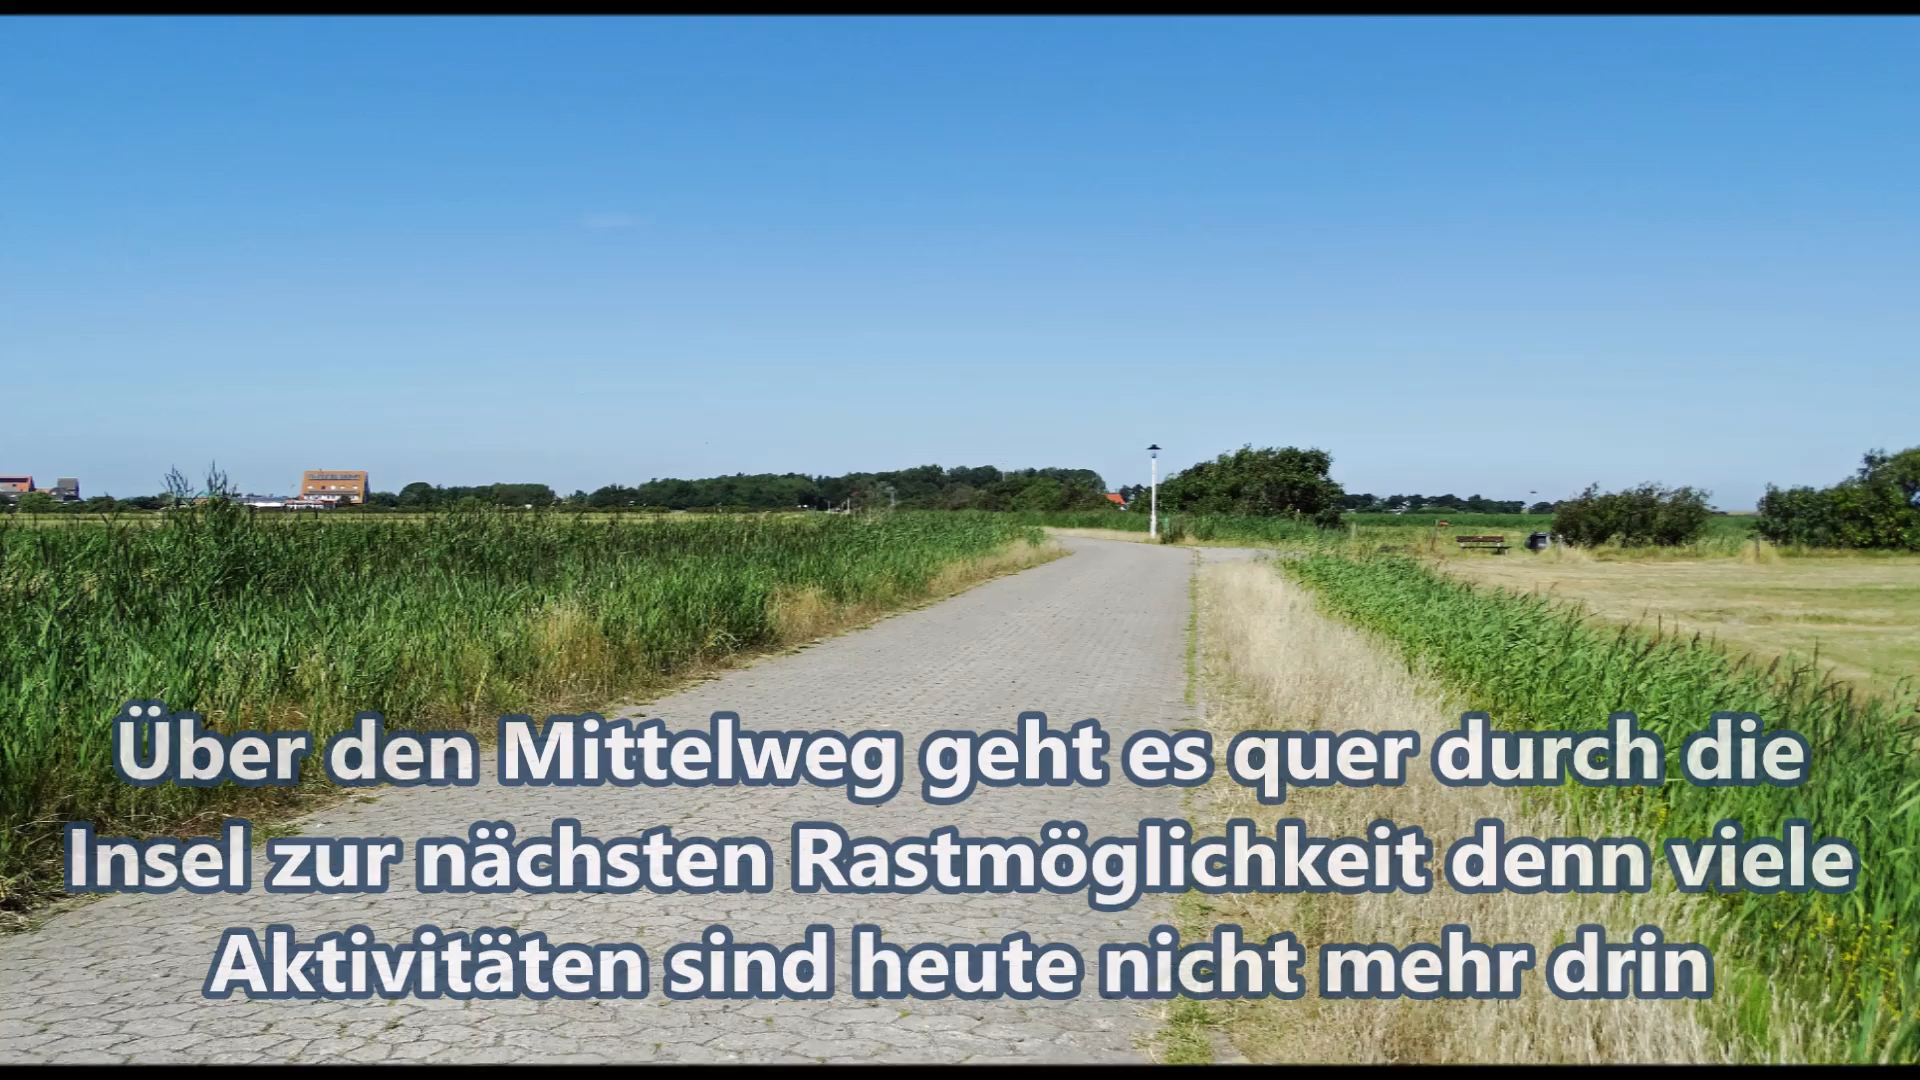 Über den Mittelweg geht es quer durch die
Insel zur nächsten Rastmöglichkeit denn viele
Aktivitäten sind heute nicht mehr drin